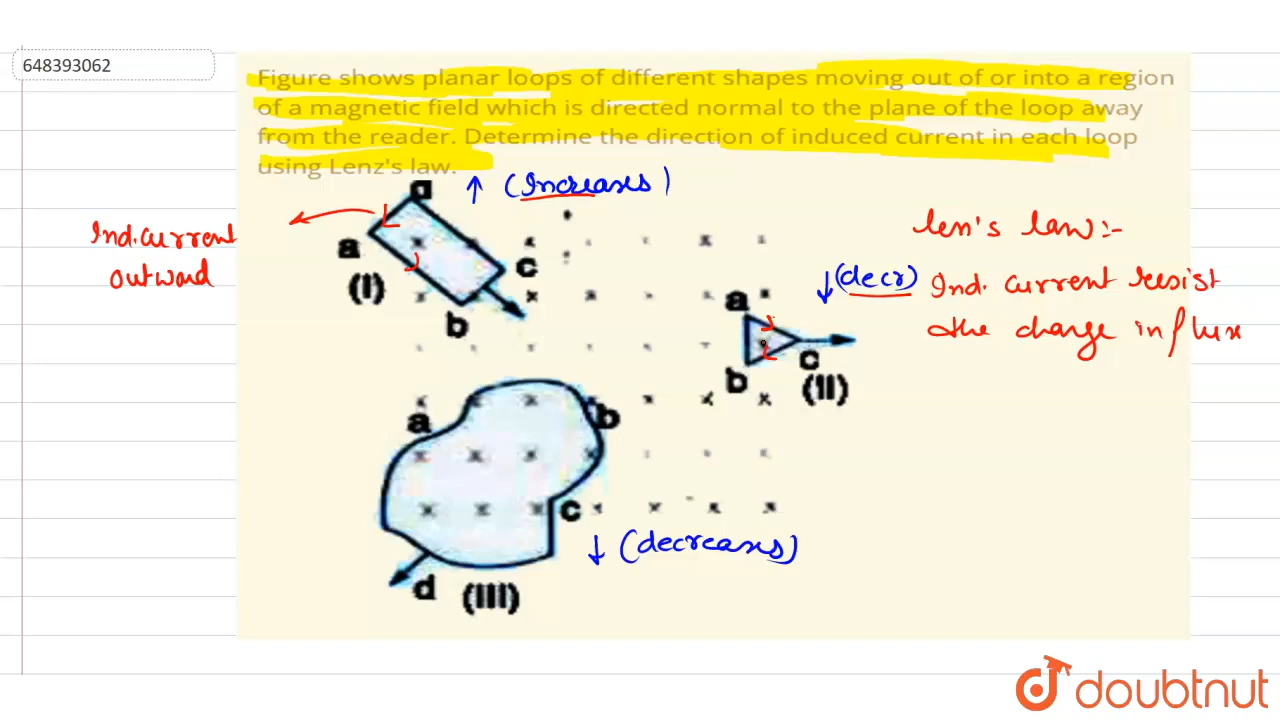 648393062
Figure shows planar loops of different shapes moving out of or into a region
of a magnetic field which is directed normal to the plane of the loop away
from the reader. Determine the direction of induced current in each loop
using Lenz's law.
↑ (Increases)
d
Ind. current
outward
a
(I)
c
b
Len's law:-
↓(decr)
Ind. current resist
the change in flux
a
b
c
(II)
a
b
c
d
(III)
↓ (decreases)
doubtnut